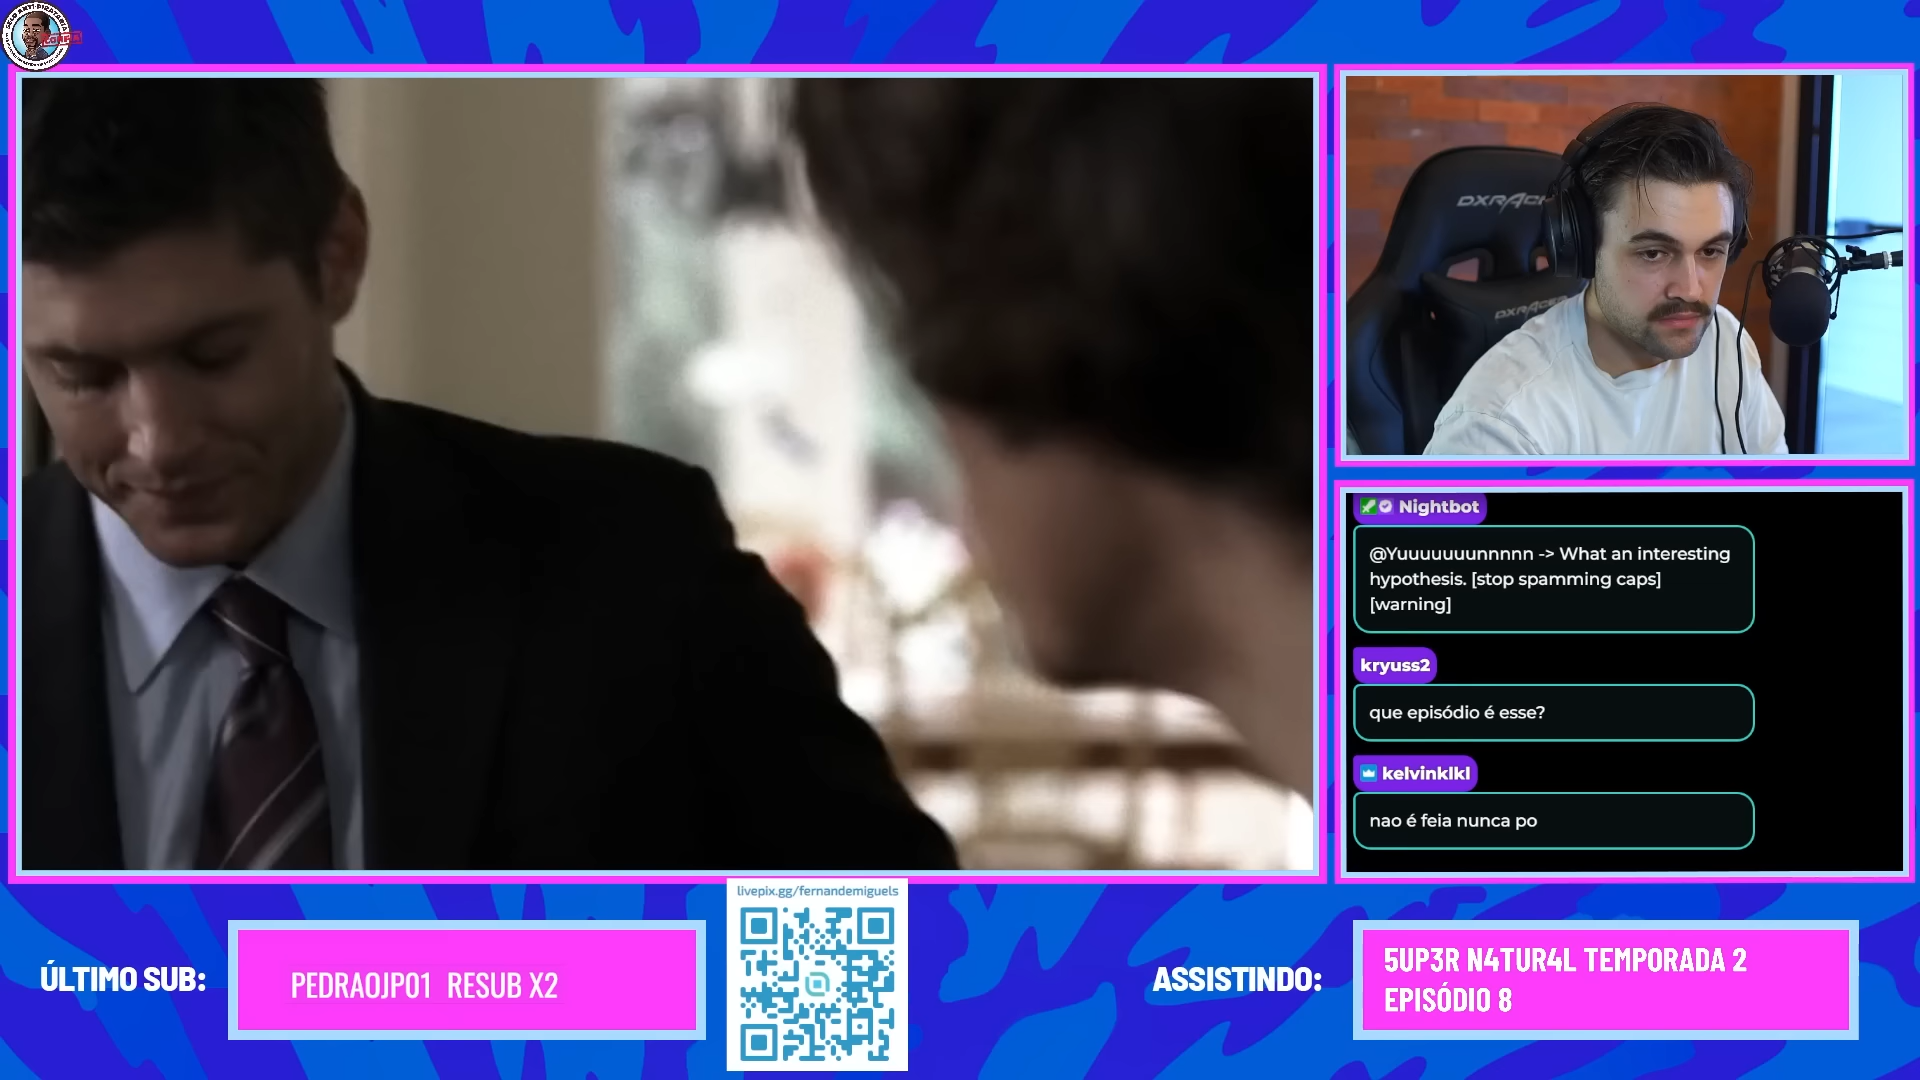 DXRACER
DXRACER
Nightbot
@Yuuuuuuunnnnn -> What an interesting
hypothesis. [stop spamming caps]
[warning]
kryuss2
que episódio é esse?
kelvinklkl
nao é feia nunca po
livepix.gg/fernandemiguels
ÚLTIMO SUB:
PEDRAOJP01 RESUB X2
ASSISTINDO:
5UP3R N4TUR4L TEMPORADA 2
EPISÓDIO 8